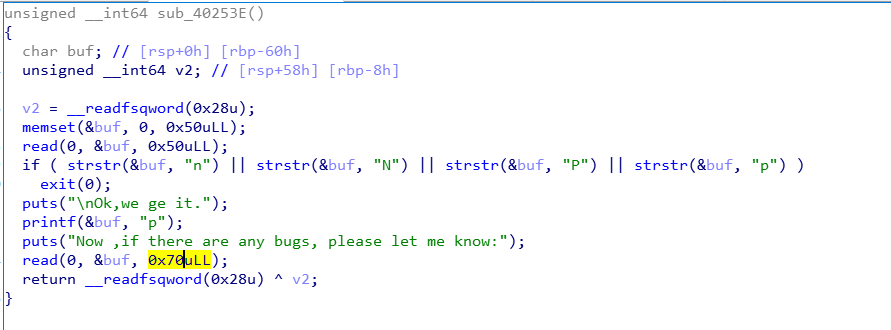 unsigned __int64 sub_40253E()
{
  char buf; // [rsp+0h] [rbp-60h]
  unsigned __int64 v2; // [rsp+58h] [rbp-8h]

  v2 = __readfsqword(0x28u);
  memset(&buf, 0, 0x50uLL);
  read(0, &buf, 0x50uLL);
  if ( strstr(&buf, "n") || strstr(&buf, "N") || strstr(&buf, "P") || strstr(&buf, "p") )
    exit(0);
  puts("\nOk,we ge it.");
  printf(&buf, "p");
  puts("Now ,if there are any bugs, please let me know:");
  read(0, &buf, 0x70uLL);
  return __readfsqword(0x28u) ^ v2;
}